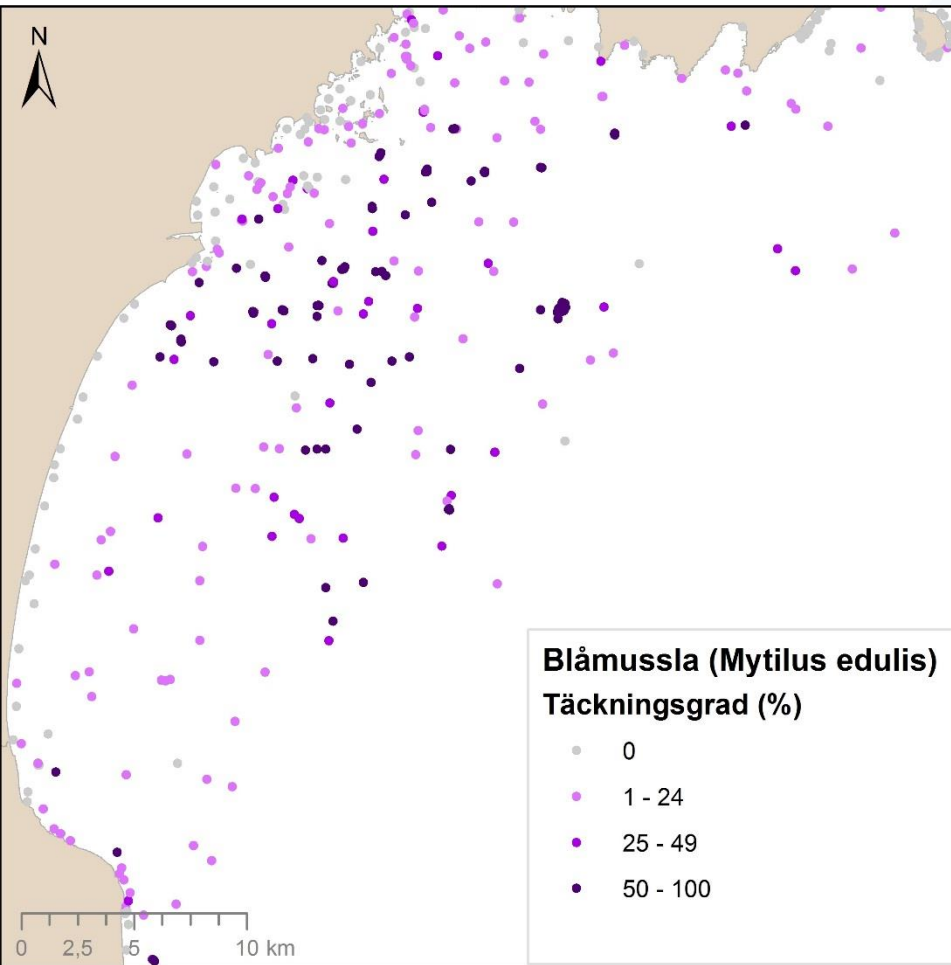 N
Blåmussla (Mytilus edulis)
Täckningsgrad (%)
0
1 - 24
25 - 49
50 - 100
0 2,5 5 10 km